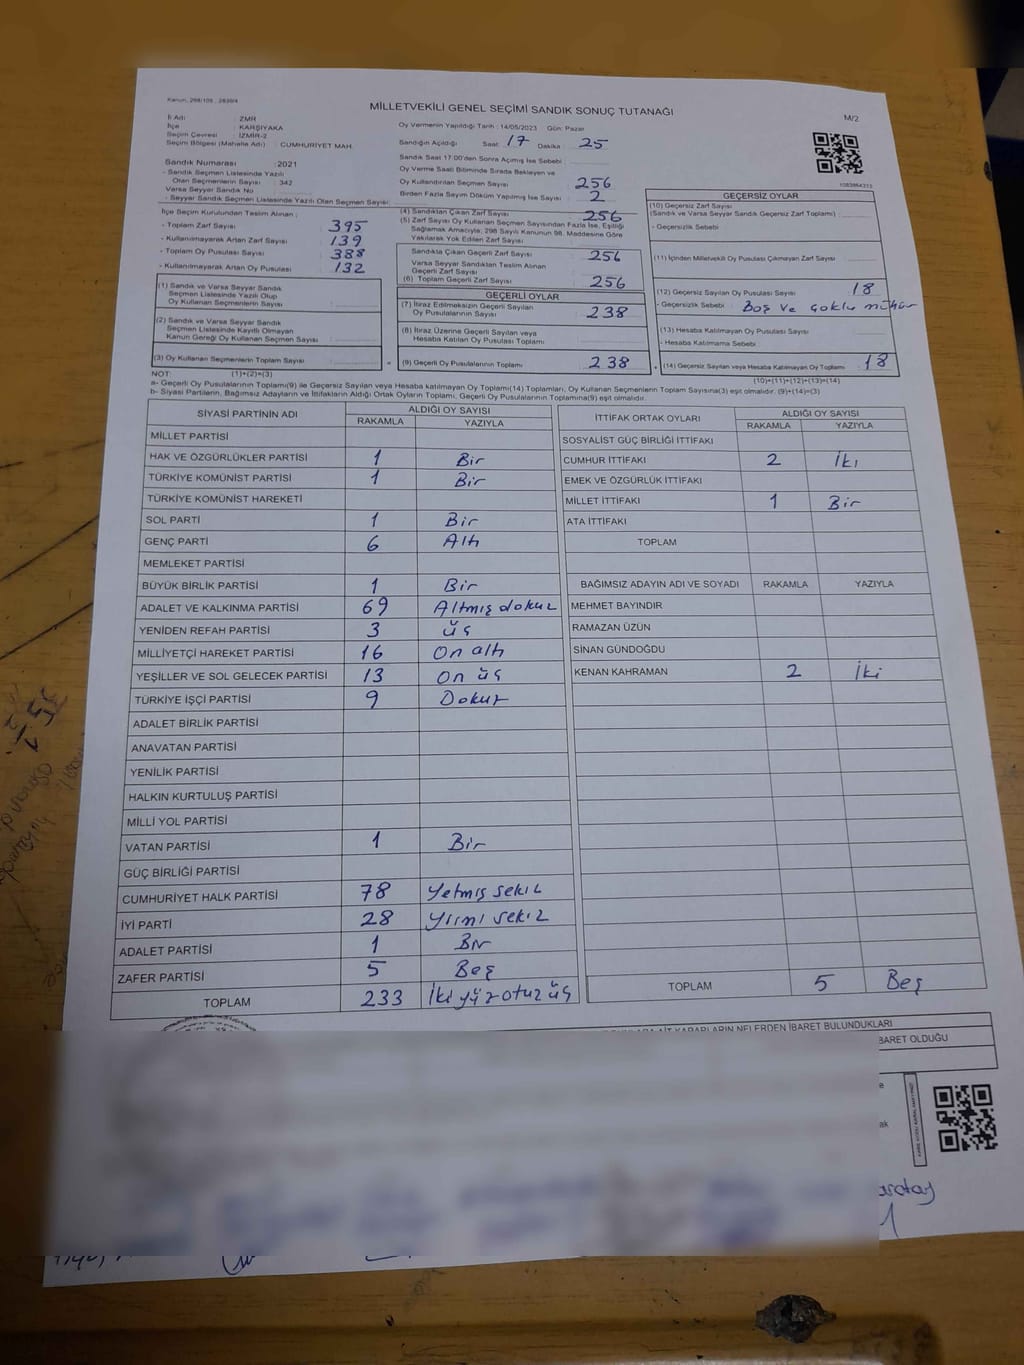 Kanun, 298/105 , 2839/4
MİLLETVEKİLİ GENEL SEÇİMİ SANDIK SONUÇ TUTANAĞI
M/2
İl Adı : ZMR
İlçe : KARŞIYAKA
Seçim Çevresi : İZMİR-2
Seçim Bölgesi (Mahalle Adı) : CUMHURİYET MAH.
Sandık Numarası :2021
- Sandık Seçmen Listesinde Yazılı
Olan Seçmenlerin Sayısı : 342
Varsa Seyyar Sandık No
- Seyyar Sandık Listesinde Yazılı Olan Seçmen Sayısı:
Oy Vermenin Yapıldığı Tarih : 14/05/2023 Gün: Pazar
Sandığın Açıldığı Saat: 17 Dakika : 25
Sandık Saat 17.00'den Sonra Açımış İse Sebebi :
Oy Verme Saati Bitiminde Sırada Bekleyen ve
Oy Kullandırılan Seçmen Sayısı : 256
Birden Fazla Sayım Döküm Yapılmış İse Sayısı : 2
İlçe Seçim Kurulundan Teslim Alınan ;
- Toplam Zarf Sayısı : 395
- Kullanılmayarak Artan Zarf Sayısı : 139
- Toplam Oy Pusulası Sayısı : 388
- Kullanılmayarak Artan Oy Pusulası : 132
(4) Sandıktan Çıkan Zarf Sayısı : 256
(5) Zarf Sayısı Oy Kullanan Seçmen Sayısından Fazla İse, Eşitliği
Sağlamak Amacıyla; 298 Sayılı Kanunun 98. Maddesine Göre
Yakılarak Yok Edilen Zarf Sayısı
Sandıkta Çıkan Geçerli Zarf Sayısı : 256
Varsa Seyyar Sandıktan Teslim Alınan
Geçerli Zarf Sayısı
(6) Toplam Geçerli Zarf Sayısı : 256
(1) Sandık ve Varsa Seyyar Sandık
Seçmen Listesinde Yazılı Olup
Oy Kullanan Seçmenlerin Sayısı
(2) Sandık ve Varsa Seyyar Sandık
Seçmen Listesinde Kayıtlı Olmayan
Kanun Gereği Oy Kullanan Seçmen Sayısı :
(3) Oy Kullanan Seçmenlerin Toplam Sayısı :
GEÇERLİ OYLAR
(7) İtiraz Edilmeksizin Geçerli Sayılan
Oy Pusulalarının Sayısı : 238
(8) İtiraz Üzerine Geçerli Sayılan veya
Hesaba Katılan Oy Pusulası Toplamı :
= (9) Geçerli Oy Pusulalarının Toplamı : 238
1083864313
GEÇERSİZ OYLAR
(10) Geçersiz Zarf Sayısı
(Sandık ve Varsa Seyyar Sandık Geçersiz Zarf Toplamı) :
- Geçersizlik Sebebi :
(11) İçinden Milletvekili Oy Pusulası Çıkmayan Zarf Sayısı :
(12) Geçersiz Sayılan Oy Pusulası Sayısı : 18
- Geçersizlik Sebebi : Boş ve çoklu mühür
(13) Hesaba Katılmayan Oy Pusulası Sayısı :
- Hesaba Katılmama Sebebi :
+ (14) Geçersiz Sayılan veya Hesaba Katılmayan Oy Toplamı : 18
NOT: (1)+(2)=(3)
(10)+(11)+(12)+(13)=(14)
a- Geçerli Oy Pusulalarının Toplamı(9) ile Geçersiz Sayılan veya Hesaba katılmayan Oy Toplamı(14) Toplamları, Oy Kullanan Seçmenlerin Toplam Sayısına(3) eşit olmalıdır. (9)+(14)=(3)
b- Siyasi Partilerin, Bağımsız Adayların ve İttifakların Aldığı Ortak Oyların Toplamı, Geçerli Oy Pusulalarının Toplamına(9) eşit olmalıdır.
SİYASİ PARTİNİN ADI ALDIĞI OY SAYISI
RAKAMLA YAZIYLA
MİLLET PARTİSİ
HAK VE ÖZGÜRLÜKLER PARTİSİ 1 Bir
TÜRKİYE KOMÜNİST PARTİSİ 1 Bir
TÜRKİYE KOMÜNİST HAREKETİ
SOL PARTİ 1 Bir
GENÇ PARTİ 6 Altı
MEMLEKET PARTİSİ
BÜYÜK BİRLİK PARTİSİ 1 Bir
ADALET VE KALKINMA PARTİSİ 69 Altmış dokuz
YENİDEN REFAH PARTİSİ 3 üç
MİLLİYETÇİ HAREKET PARTİSİ 16 On altı
YEŞİLLER VE SOL GELECEK PARTİSİ 13 On üç
TÜRKİYE İŞÇİ PARTİSİ 9 Dokuz
ADALET BİRLİK PARTİSİ
ANAVATAN PARTİSİ
YENİLİK PARTİSİ
HALKIN KURTULUŞ PARTİSİ
MİLLİ YOL PARTİSİ
VATAN PARTİSİ 1 Bir
GÜÇ BİRLİĞİ PARTİSİ
CUMHURİYET HALK PARTİSİ 78 Yetmiş sekiz
İYİ PARTİ 28 Yirmi sekiz
ADALET PARTİSİ 1 Bir
ZAFER PARTİSİ 5 Beş
TOPLAM 233 İki yüz otuz üç
İTTİFAK ORTAK OYLARI ALDIĞI OY SAYISI
RAKAMLA YAZIYLA
SOSYALİST GÜÇ BİRLİĞİ İTTİFAKI
CUMHUR İTTİFAKI 2 İki
EMEK VE ÖZGÜRLÜK İTTİFAKI
MİLLET İTTİFAKI 1 Bir
ATA İTTİFAKI
TOPLAM
BAĞIMSIZ ADAYIN ADI VE SOYADI RAKAMLA YAZIYLA
MEHMET BAYINDIR
RAMAZAN ÜZÜN
SİNAN GÜNDOĞDU
KENAN KAHRAMAN 2 İki
TOPLAM 5 Beş
AİT KARARLARIN NELERDEN İBARET BULUNDUKLARI
BARET OLDUĞU